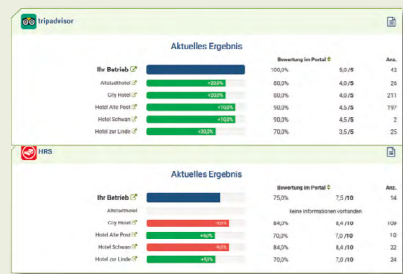 tripadvisor
Aktuelles Ergebnis
Bewertung im Portal Anz.
Ihr Betrieb 100,0% 5,0 /5 43
Altstadthotel +20,0% 80,0% 4,0 /5 26
City Hotel +20,0% 80,0% 4,0 /5 211
Hotel Alte Post +10,0% 90,0% 4,5 /5 197
Hotel Schwan +10,0% 90,0% 4,5 /5 2
Hotel zur Linde +30,0% 70,0% 3,5 /5 25
HRS
Aktuelles Ergebnis
Bewertung im Portal Anz.
Ihr Betrieb 75,0% 7,5 /10 14
Altstadthotel keine Informationen vorhanden
City Hotel 84,0% 8,4 /10 109
Hotel Alte Post +5,0% 70,0% 7,0 /10 10
Hotel Schwan 84,0% 8,4 /10 22
Hotel zur Linde +5,0% 70,0% 7,0 /10 24